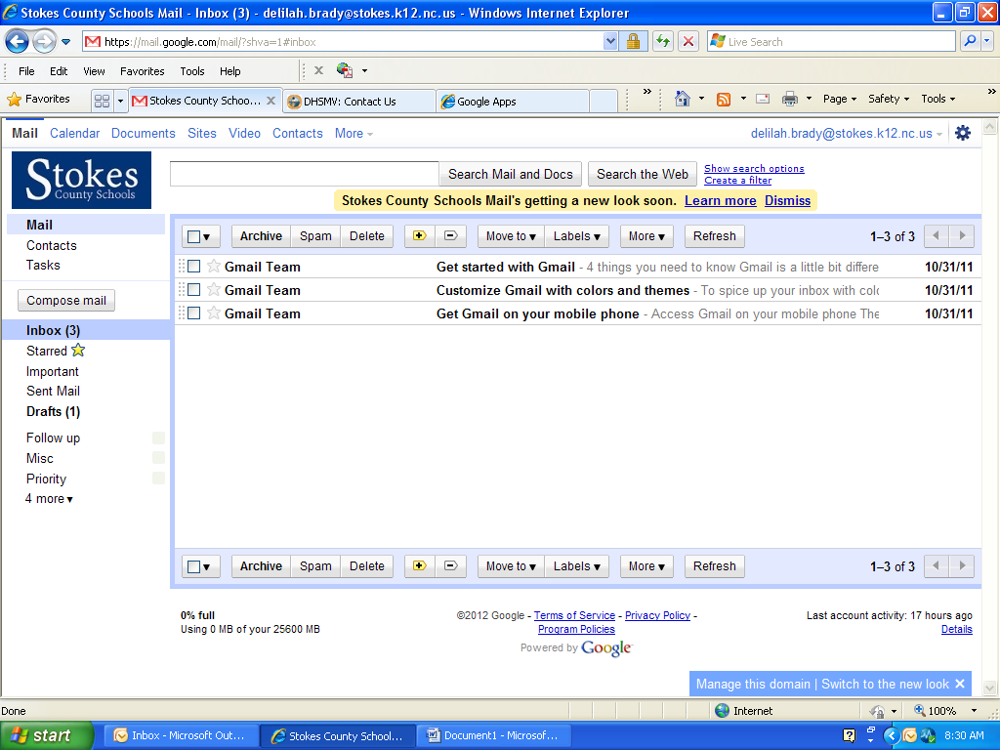 Stokes County Schools Mail - Inbox (3) - delilah.brady@stokes.k12.nc.us - Windows Internet Explorer
https://mail.google.com/mail/?shva=1#inbox
Live Search
File Edit View Favorites Tools Help
Favorites Stokes County Schoo... DHSMV: Contact Us Google Apps Page Safety Tools
Mail Calendar Documents Sites Video Contacts More delilah.brady@stokes.k12.nc.us
Stokes
County Schools
Search Mail and Docs Search the Web Show search options
Create a filter
Stokes County Schools Mail's getting a new look soon. Learn more Dismiss
Mail
Contacts
Tasks
Compose mail
Inbox (3)
Starred
Important
Sent Mail
Drafts (1)
Follow up
Misc
Priority
4 more
Archive Spam Delete Move to Labels More Refresh 1–3 of 3
Gmail Team Get started with Gmail - 4 things you need to know Gmail is a little bit differe 10/31/11
Gmail Team Customize Gmail with colors and themes - To spice up your inbox with colo 10/31/11
Gmail Team Get Gmail on your mobile phone - Access Gmail on your mobile phone The 10/31/11
Archive Spam Delete Move to Labels More Refresh 1–3 of 3
0% full
Using 0 MB of your 25600 MB
©2012 Google - Terms of Service - Privacy Policy -
Program Policies
Powered by Google
Last account activity: 17 hours ago
Details
Manage this domain | Switch to the new look ×
Done Internet 100%
start Inbox - Microsoft Out... Stokes County School... Document1 - Microsof... 8:30 AM